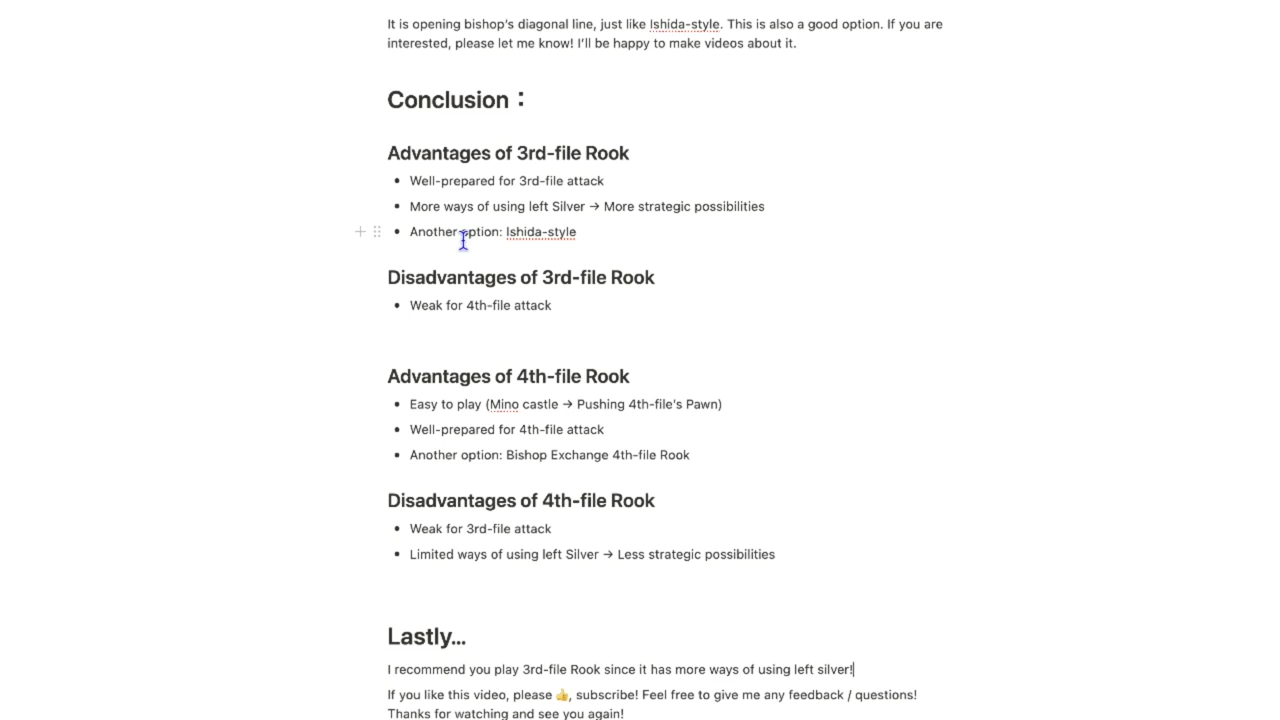 It is opening bishop's diagonal line, just like Ishida-style. This is also a good option. If you are
interested, please let me know! I'll be happy to make videos about it.
Conclusion：
Advantages of 3rd-file Rook
• Well-prepared for 3rd-file attack
• More ways of using left Silver → More strategic possibilities
• Another option: Ishida-style
Disadvantages of 3rd-file Rook
• Weak for 4th-file attack
Advantages of 4th-file Rook
• Easy to play (Mino castle → Pushing 4th-file's Pawn)
• Well-prepared for 4th-file attack
• Another option: Bishop Exchange 4th-file Rook
Disadvantages of 4th-file Rook
• Weak for 3rd-file attack
• Limited ways of using left Silver → Less strategic possibilities
Lastly...
I recommend you play 3rd-file Rook since it has more ways of using left silver!
If you like this video, please 👍, subscribe! Feel free to give me any feedback / questions!
Thanks for watching and see you again!